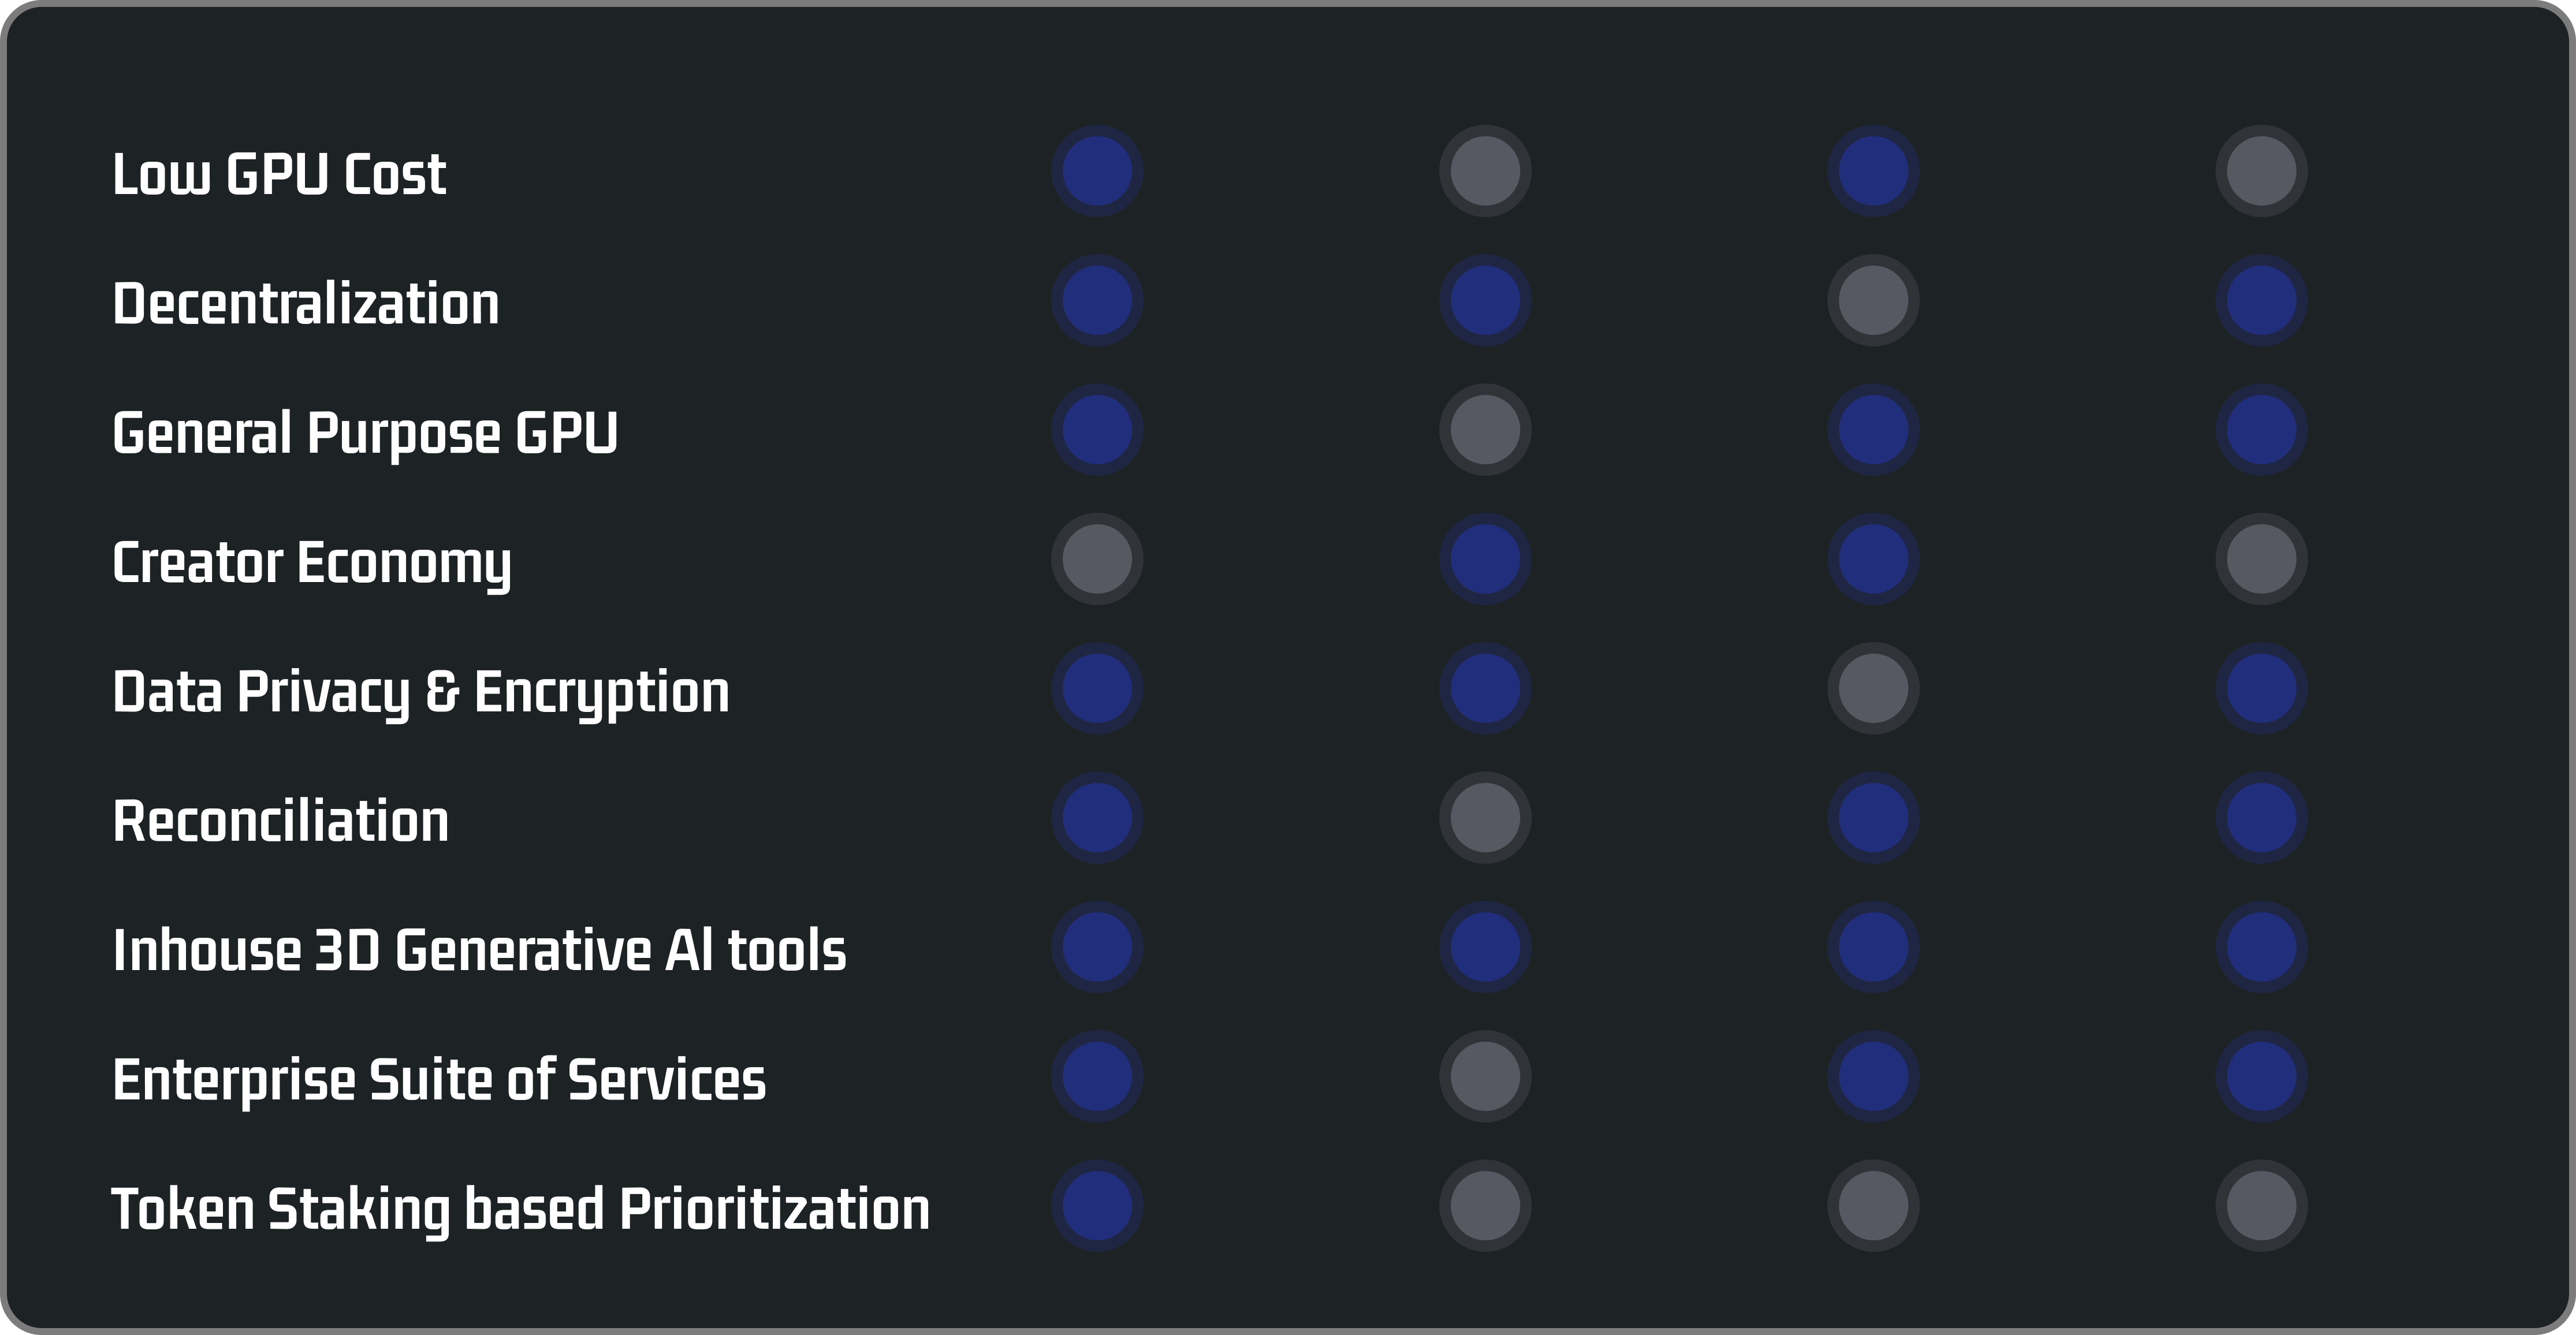 Low GPU Cost
Decentralization
General Purpose GPU
Creator Economy
Data Privacy & Encryption
Reconciliation
Inhouse 3D Generative AI tools
Enterprise Suite of Services
Token Staking based Prioritization